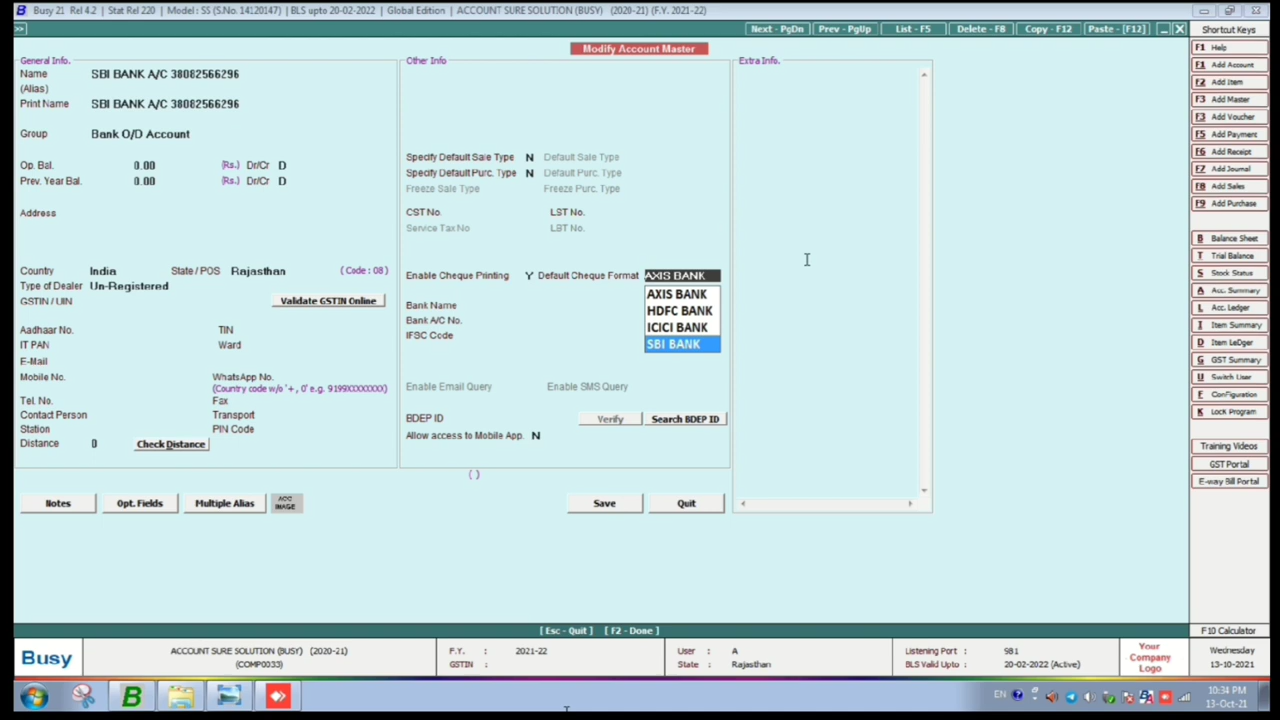 Busy 21 Rel 4.2 | Stat Rel 220 | Model : SS (S.No. 14120147) | BLS upto 20-02-2022 | Global Edition | ACCOUNT SURE SOLUTION (BUSY) (2020-21) (F.Y. 2021-22)
>> Next - PgDn Prev - PgUp List - F5 Delete - F8 Copy - F12 Paste - [F12]
Modify Account Master
General Info.
Name SBI BANK A/C 38082566296
(Alias)
Print Name SBI BANK A/C 38082566296
Group Bank O/D Account
Op. Bal. 0.00 (Rs.) Dr/Cr D
Prev. Year Bal. 0.00 (Rs.) Dr/Cr D
Address
Country India State / POS Rajasthan (Code : 08)
Type of Dealer Un-Registered
GSTIN / UIN Validate GSTIN Online
Aadhaar No. TIN
IT PAN Ward
E-Mail
Mobile No. WhatsApp No.
(Country code w/o '+ , 0' e.g. 9199XXXXXXXX)
Tel. No. Fax
Contact Person Transport
Station PIN Code
Distance 0 Check Distance
Other Info
Specify Default Sale Type N Default Sale Type
Specify Default Purc. Type N Default Purc. Type
Freeze Sale Type Freeze Purc. Type
CST No. LST No.
Service Tax No LBT No.
Enable Cheque Printing Y Default Cheque Format AXIS BANK
AXIS BANK
HDFC BANK
ICICI BANK
SBI BANK
Bank Name
Bank A/C No.
IFSC Code
Enable Email Query Enable SMS Query
BDEP ID Verify Search BDEP ID
Allow access to Mobile App. N
( )
Extra Info.
Notes Opt. Fields Multiple Alias ACC IMAGE Save Quit
Shortcut Keys
F1 Help
F1 Add Account
F2 Add Item
F3 Add Master
F3 Add Voucher
F5 Add Payment
F6 Add Receipt
F7 Add Journal
F8 Add Sales
F9 Add Purchase
B Balance Sheet
T Trial Balance
S Stock Status
A Acc. Summary
L Acc. Ledger
I Item Summary
D Item LeDger
G GST Summary
U Switch User
F ConFiguration
K Lock Program
Training Videos
GST Portal
E-way Bill Portal
[ Esc - Quit ] [ F2 - Done ]
F10 Calculator
Busy
ACCOUNT SURE SOLUTION (BUSY) (2020-21)
(COMP0033)
F.Y. : 2021-22
GSTIN :
User : A
State : Rajasthan
Listening Port : 981
BLS Valid Upto : 20-02-2022 (Active)
Your Company Logo
Wednesday
13-10-2021
EN
10:34 PM
13-Oct-21